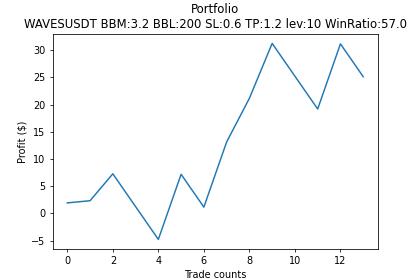 Portfolio
WAVESUSDT BBM:3.2 BBL:200 SL:0.6 TP:1.2 lev:10 WinRatio:57.0
30
25
20
15
10
5
0
−5
Profit ($)
0 2 4 6 8 10 12
Trade counts